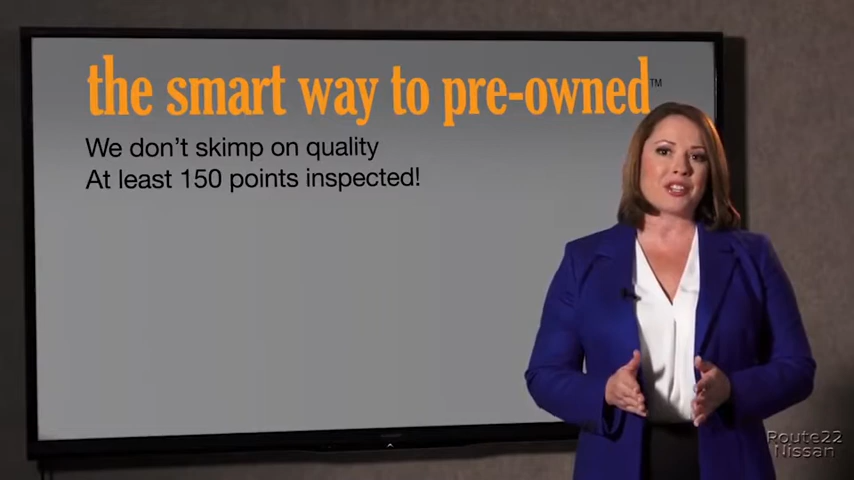 the smart way to pre-owned™
We don't skimp on quality
At least 150 points inspected!
Route22
Nissan